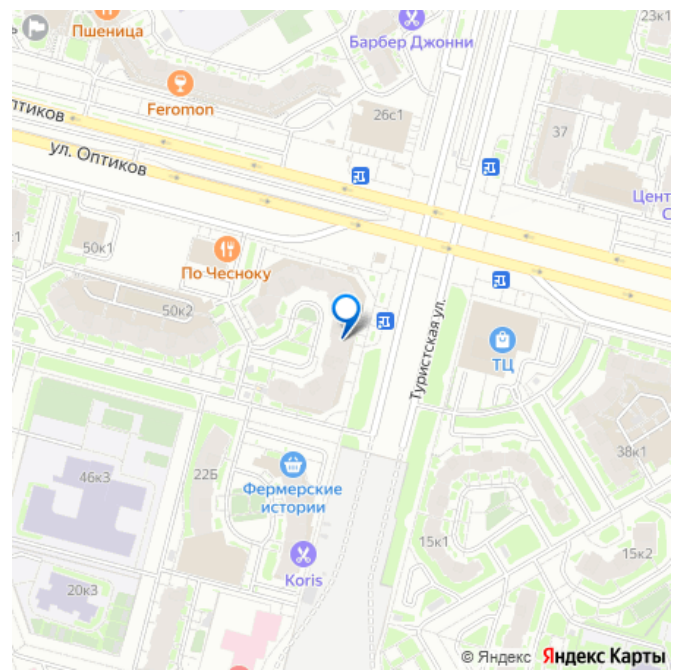 23к1
Пшеница
Барбер Джонни
Feromon
26с1
птиков
37
ул. Оптиков
Цент
С
50к1
По Чесноку
50к2
Туристская ул.
ТЦ
38к1
46к3
22Б
Фермерские
истории
15к1
15к2
Koris
20к3
© Яндекс Яндекс Карты